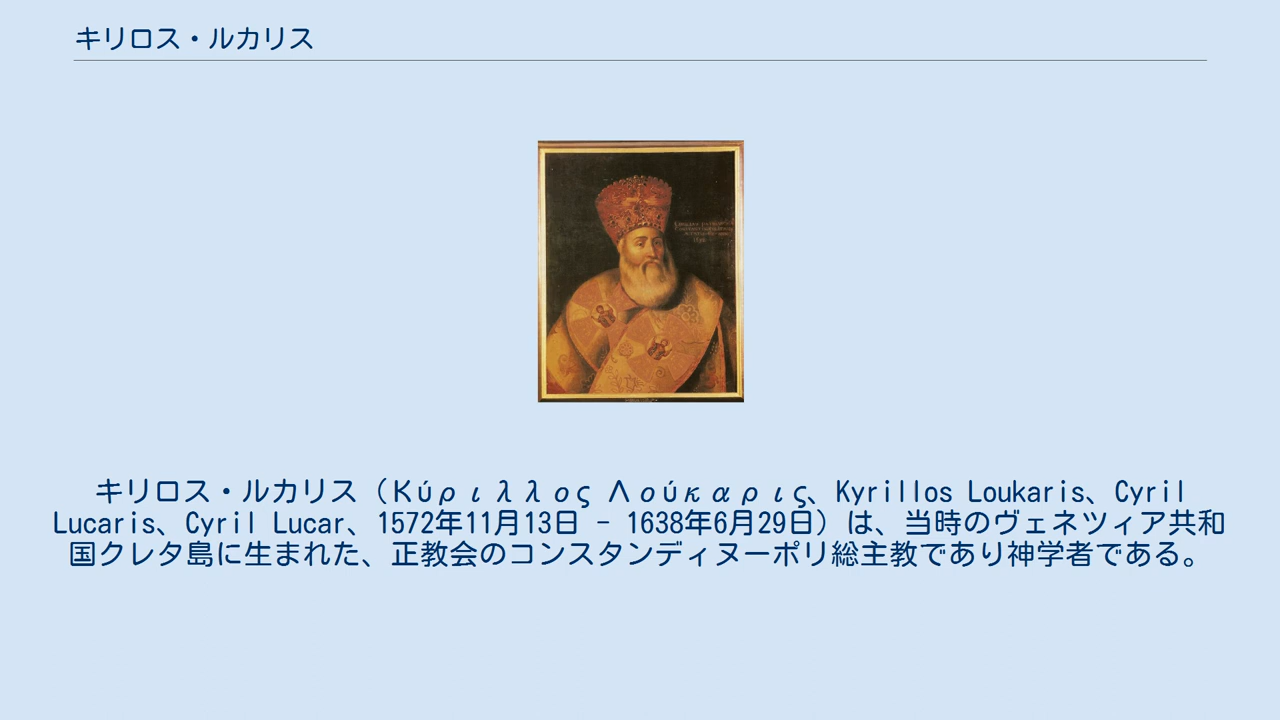 キリロス・ルカリス
キリロス・ルカリス（Κύριλλος Λούκαρις、Kyrillos Loukaris、Cyril
Lucaris、Cyril Lucar、1572年11月13日 - 1638年6月29日）は、当時のヴェネツィア共和
国クレタ島に生まれた、正教会のコンスタンディヌーポリ総主教であり神学者である。